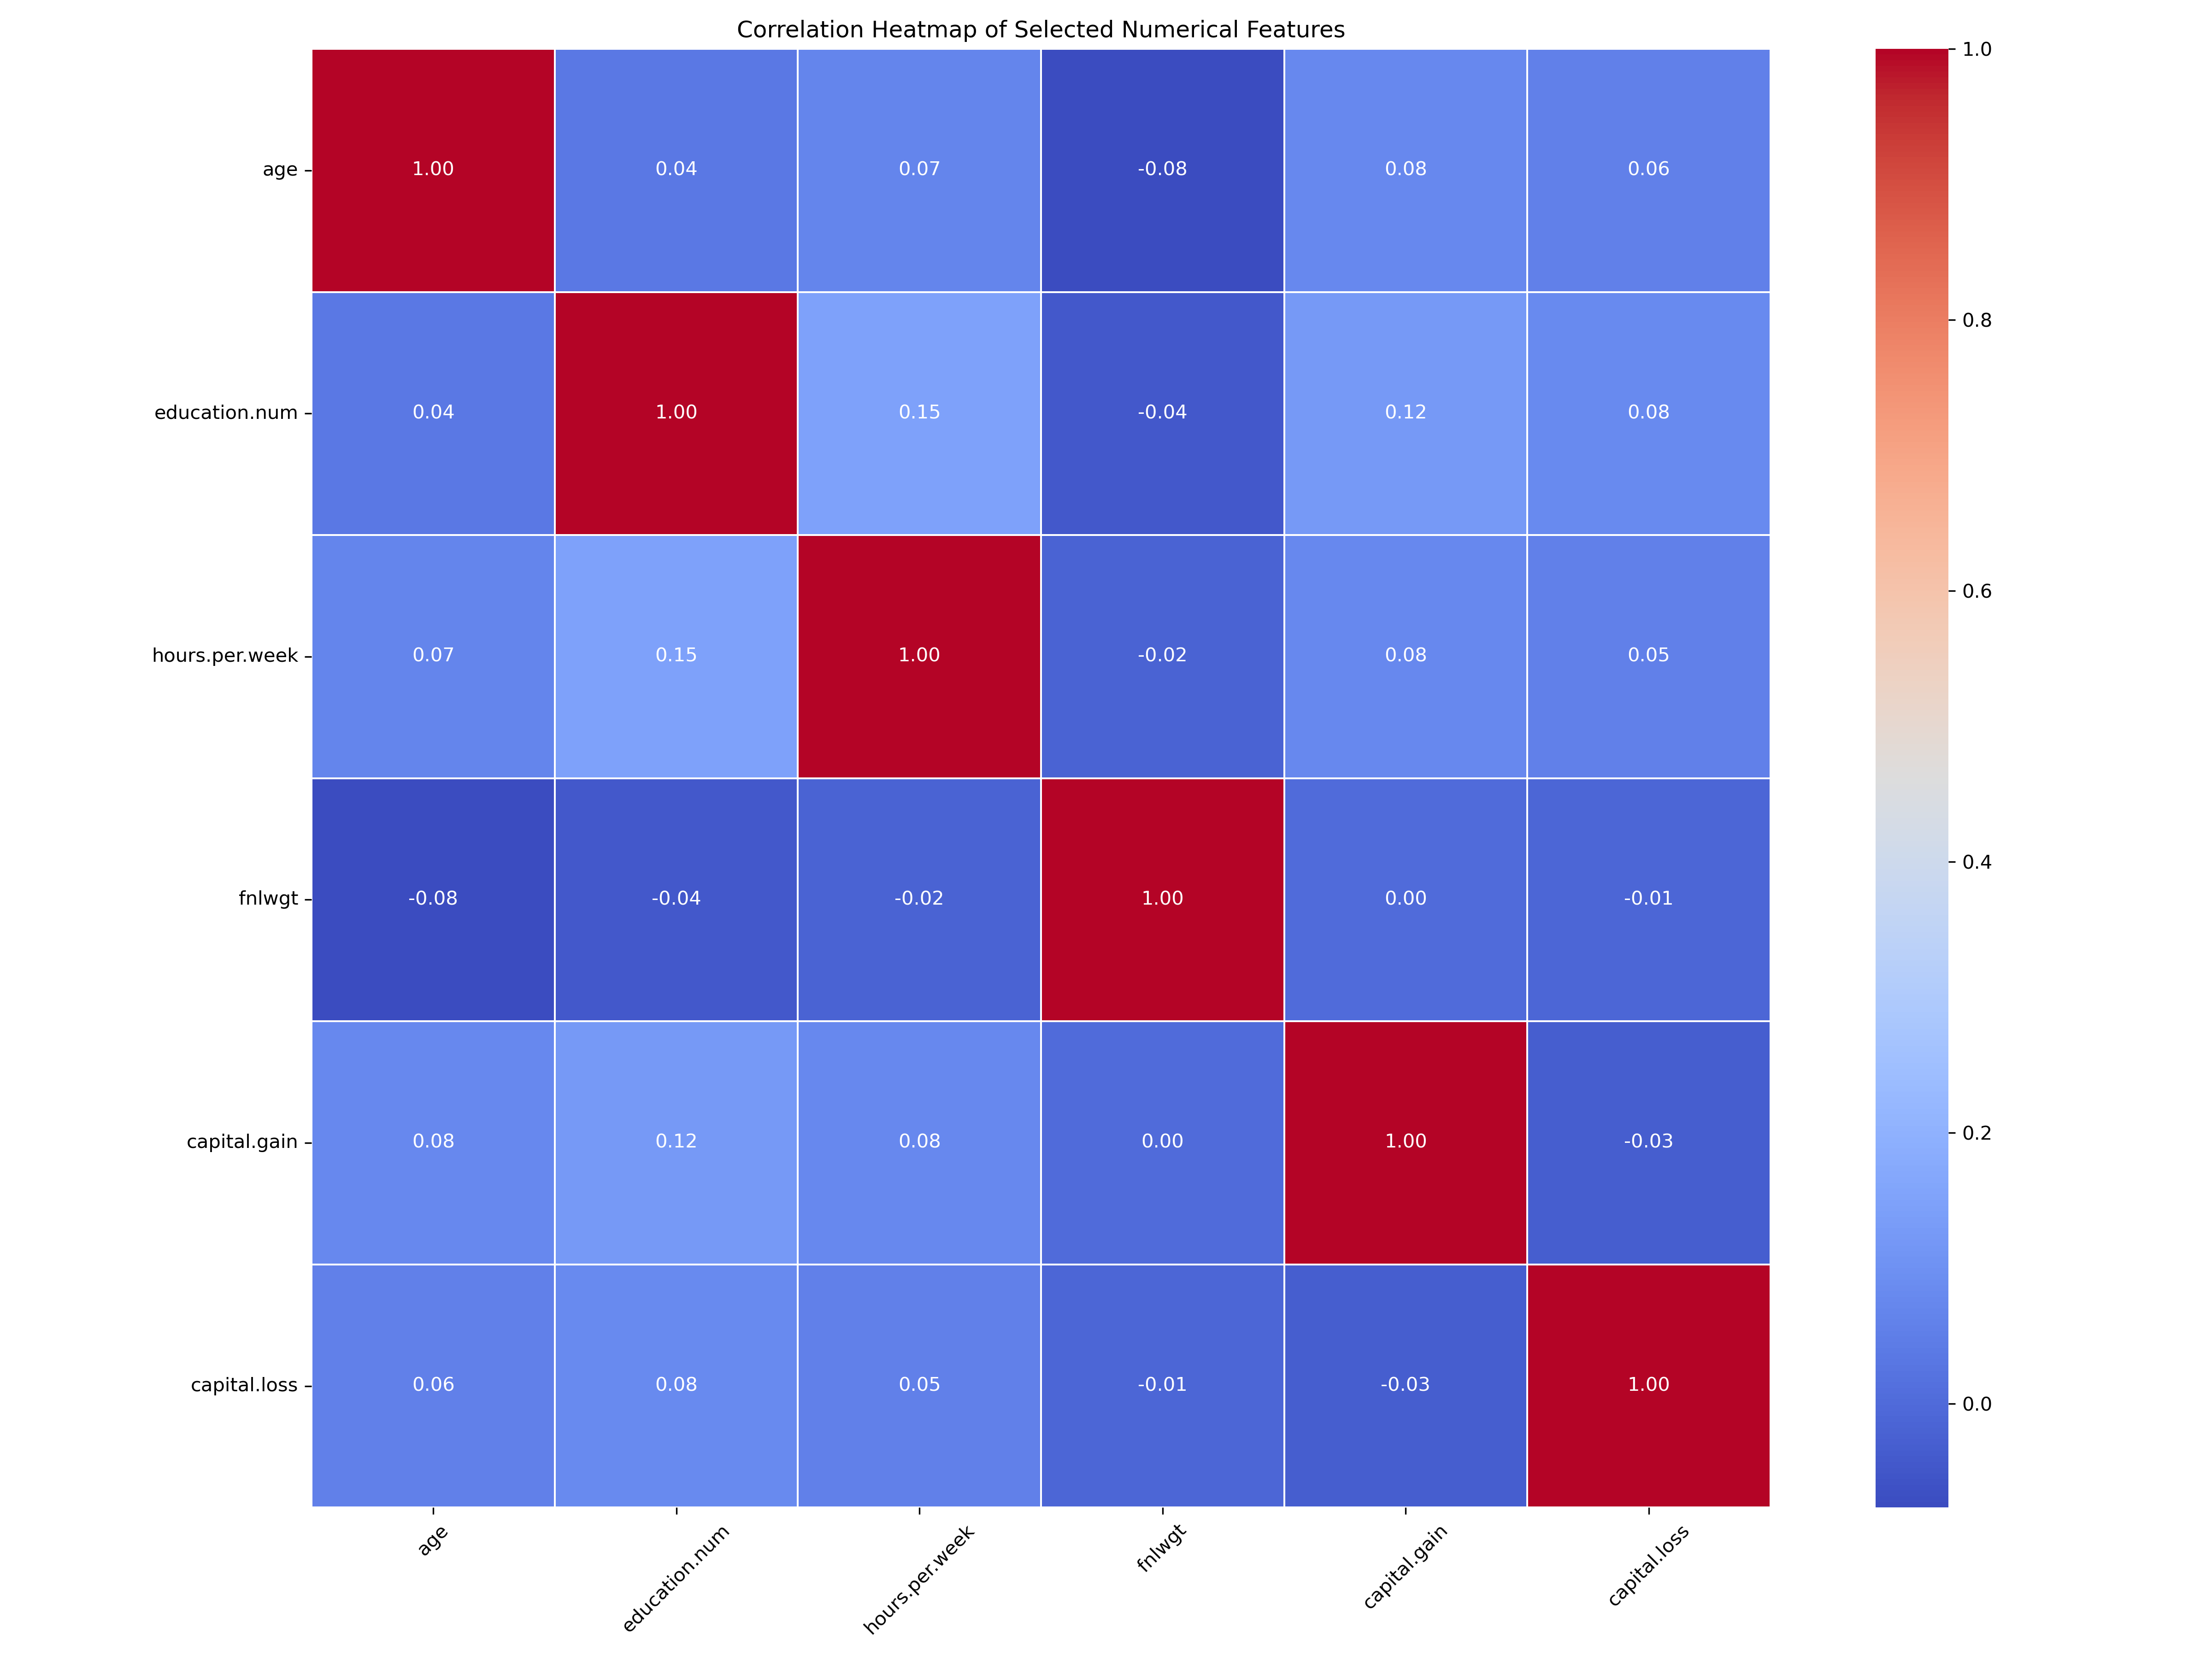 Correlation Heatmap of Selected Numerical Features
age 1.00 0.04 0.07 -0.08 0.08 0.06
education.num 0.04 1.00 0.15 -0.04 0.12 0.08
hours.per.week 0.07 0.15 1.00 -0.02 0.08 0.05
fnlwgt -0.08 -0.04 -0.02 1.00 0.00 -0.01
capital.gain 0.08 0.12 0.08 0.00 1.00 -0.03
capital.loss 0.06 0.08 0.05 -0.01 -0.03 1.00
age education.num hours.per.week fnlwgt capital.gain capital.loss
1.0
0.8
0.6
0.4
0.2
0.0